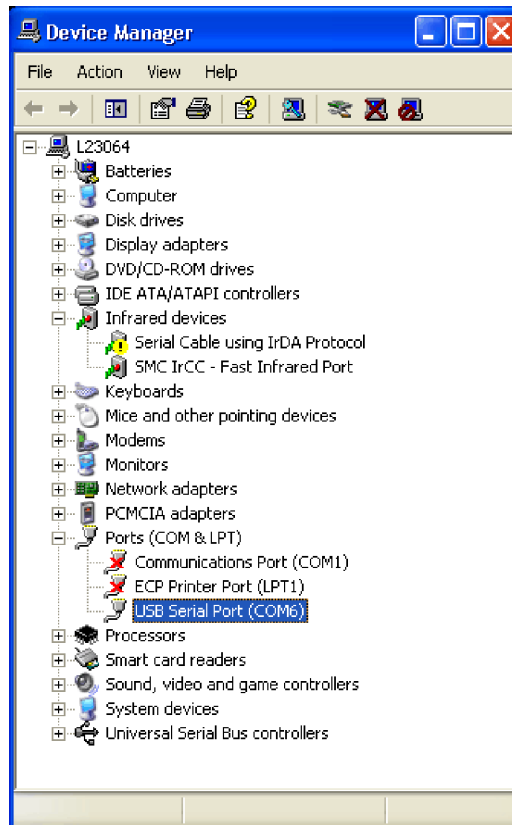 Device Manager
File Action View Help
L23064
Batteries
Computer
Disk drives
Display adapters
DVD/CD-ROM drives
IDE ATA/ATAPI controllers
Infrared devices
Serial Cable using IrDA Protocol
SMC IrCC - Fast Infrared Port
Keyboards
Mice and other pointing devices
Modems
Monitors
Network adapters
PCMCIA adapters
Ports (COM & LPT)
Communications Port (COM1)
ECP Printer Port (LPT1)
USB Serial Port (COM6)
Processors
Smart card readers
Sound, video and game controllers
System devices
Universal Serial Bus controllers